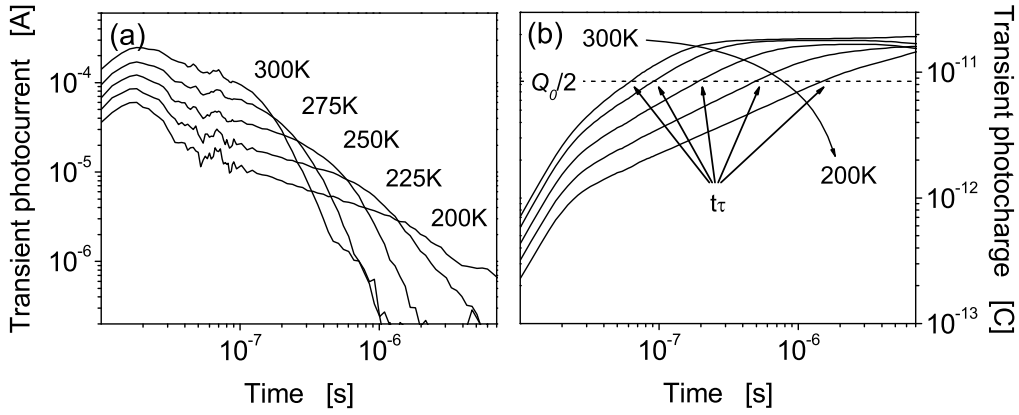 (a)
Transient photocurrent [A]
10⁻⁴
10⁻⁵
10⁻⁶
300K
275K
250K
225K
200K
10⁻⁷
10⁻⁶
Time [s]
(b)
300K
Q₀/2
200K
tτ
10⁻¹¹
10⁻¹²
10⁻¹³
Transient photocharge [C]
10⁻⁷
10⁻⁶
Time [s]